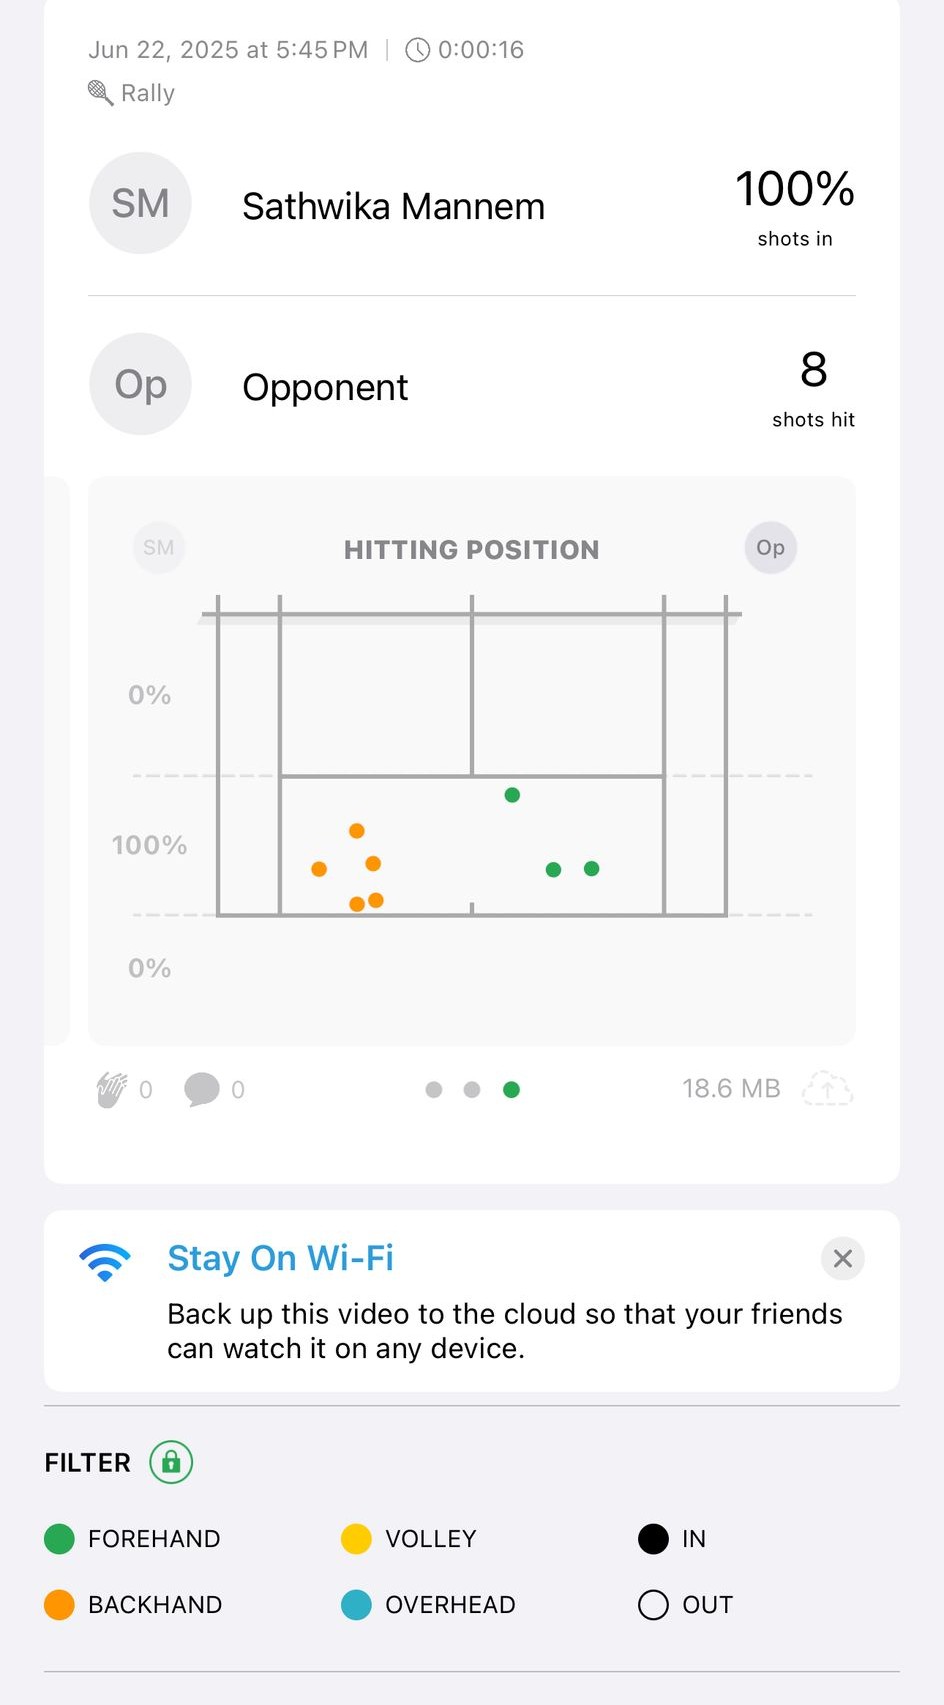 Jun 22, 2025 at 5:45 PM | 0:00:16
Rally
SM
Sathwika Mannem
100%
shots in
Op
Opponent
8
shots hit
SM
HITTING POSITION
Op
0%
100%
0%
0
0
18.6 MB
Stay On Wi-Fi
Back up this video to the cloud so that your friends
can watch it on any device.
FILTER
FOREHAND
VOLLEY
IN
BACKHAND
OVERHEAD
OUT